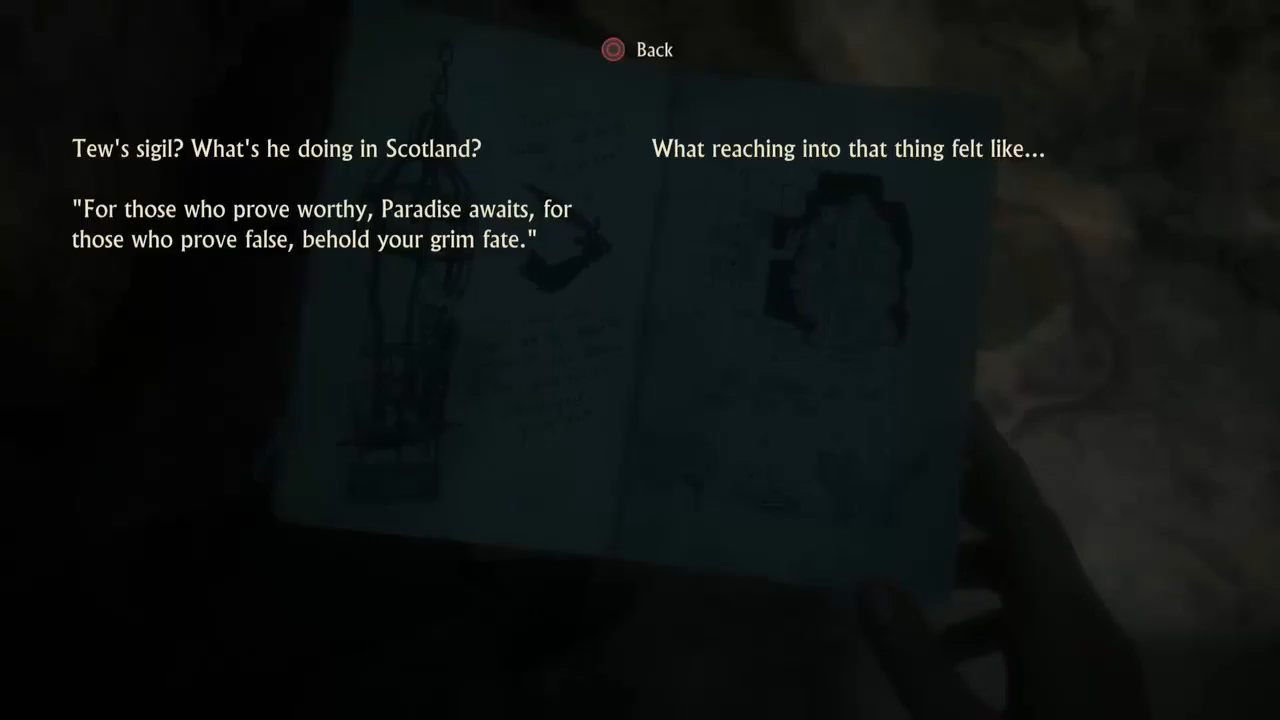 Back
Tew's sigil? What's he doing in Scotland?
"For those who prove worthy, Paradise awaits, for
those who prove false, behold your grim fate."
What reaching into that thing felt like...